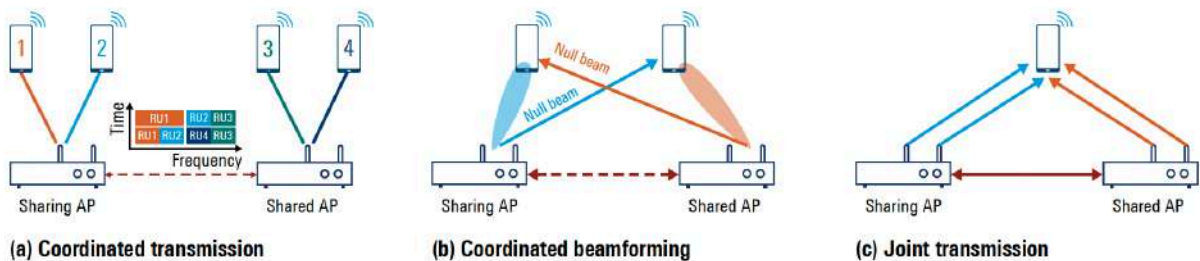 1
2
3
4
Time
RU1 RU2 RU3
RU1 RU2 RU4 RU3
Frequency
Sharing AP
Shared AP
(a) Coordinated transmission
Null beam
Null beam
Sharing AP
Shared AP
(b) Coordinated beamforming
Sharing AP
Shared AP
(c) Joint transmission